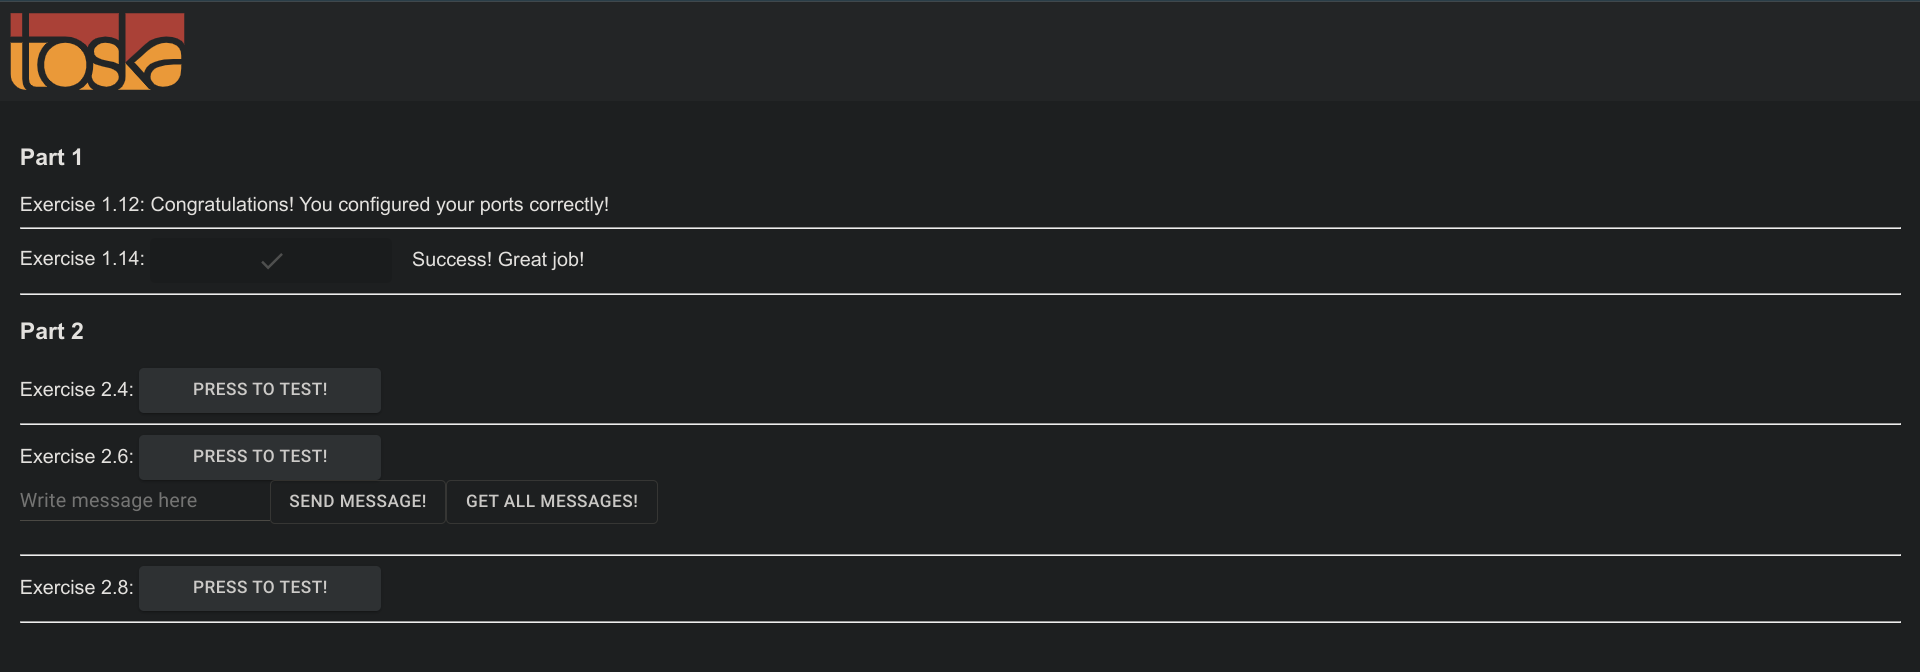 toska
Part 1
Exercise 1.12: Congratulations! You configured your ports correctly!
Exercise 1.14: Success! Great job!
Part 2
Exercise 2.4: PRESS TO TEST!
Exercise 2.6: PRESS TO TEST!
Write message here SEND MESSAGE! GET ALL MESSAGES!
Exercise 2.8: PRESS TO TEST!